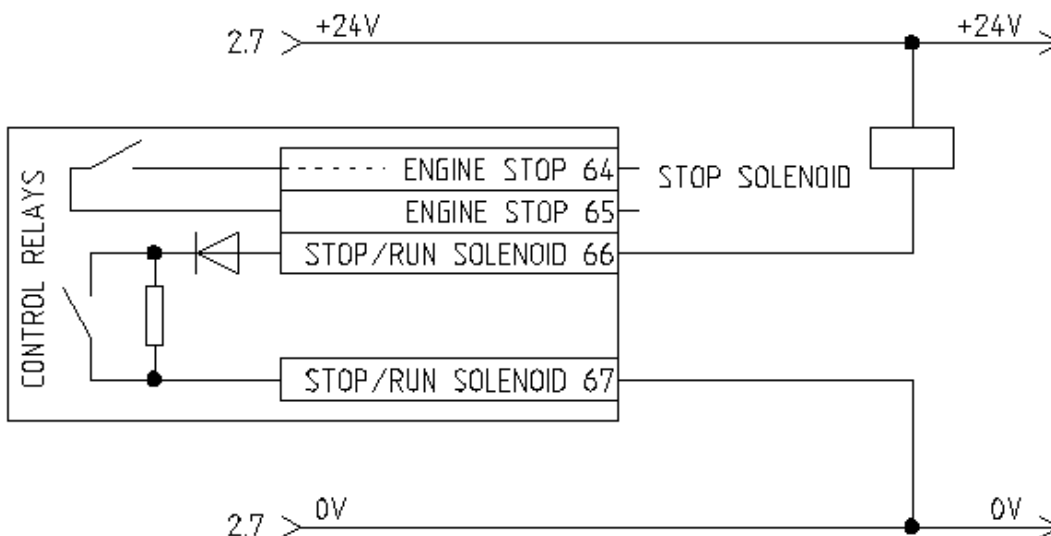 2.7 +24V +24V
CONTROL RELAYS
ENGINE STOP 64
STOP SOLENOID
ENGINE STOP 65
STOP/RUN SOLENOID 66
STOP/RUN SOLENOID 67
2.7 0V 0V